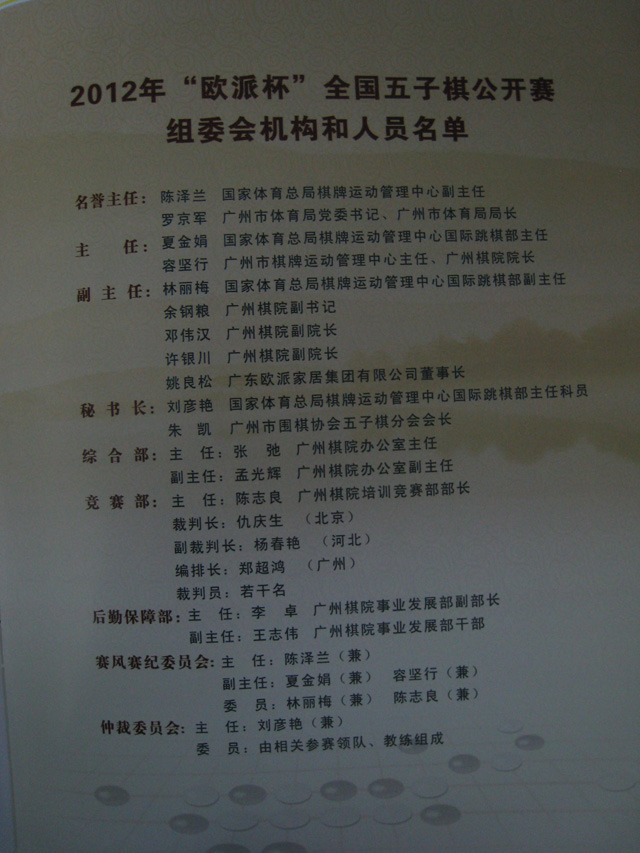 2012年“欧派杯”全国五子棋公开赛
组委会机构和人员名单
名誉主任：陈泽兰 国家体育总局棋牌运动管理中心副主任
罗京军 广州市体育局党委书记、广州市体育局局长
主 任：夏金娟 国家体育总局棋牌运动管理中心国际跳棋部主任
容坚行 广州市棋牌运动管理中心主任、广州棋院院长
副 主 任：林丽梅 国家体育总局棋牌运动管理中心国际跳棋部副主任
余钢粮 广州棋院副书记
邓伟汉 广州棋院副院长
许银川 广州棋院副院长
姚良松 广东欧派家居集团有限公司董事长
秘 书 长：刘彦艳 国家体育总局棋牌运动管理中心国际跳棋部主任科员
朱 凯 广州市围棋协会五子棋分会会长
综 合 部：主 任：张 弛 广州棋院办公室主任
副主任：孟光辉 广州棋院办公室副主任
竞 赛 部：主 任：陈志良 广州棋院培训竞赛部部长
裁判长：仇庆生 （北京）
副裁判长：杨春艳 （河北）
编排长：郑超鸿 （广州）
裁判员：若干名
后勤保障部：主 任：李 卓 广州棋院事业发展部副部长
副主任：王志伟 广州棋院事业发展部干部
赛风赛纪委员会：主 任：陈泽兰（兼）
副主任：夏金娟（兼） 容坚行（兼）
委 员：林丽梅（兼） 陈志良（兼）
仲裁委员会：主 任：刘彦艳（兼）
委 员：由相关参赛领队、教练组成